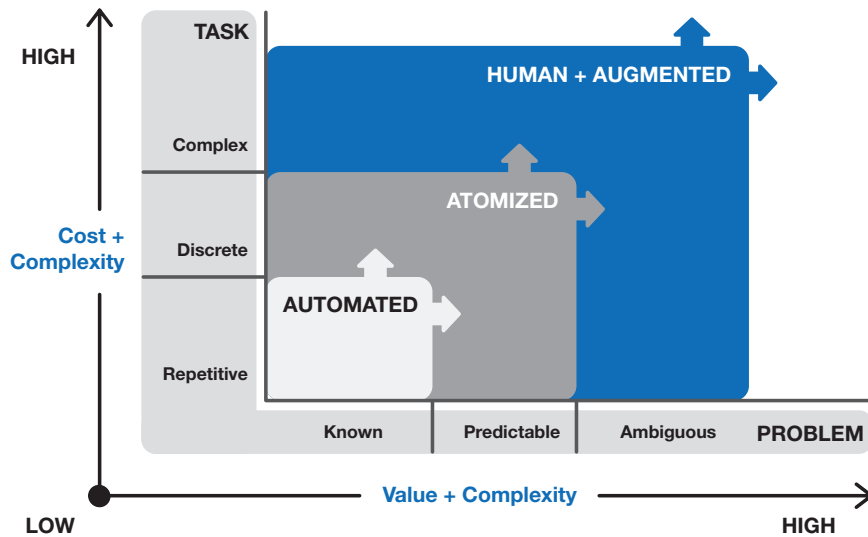 TASK
HIGH
HUMAN + AUGMENTED
Complex
ATOMIZED
Cost +
Complexity
Discrete
AUTOMATED
Repetitive
Known
Predictable
Ambiguous
PROBLEM
Value + Complexity
LOW
HIGH